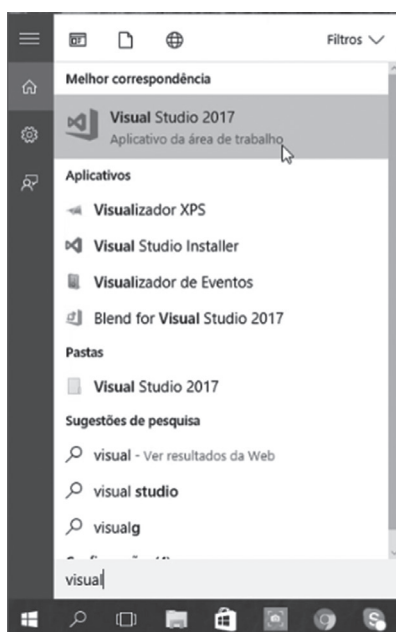 Filtros
Melhor correspondência
Visual Studio 2017
Aplicativo da área de trabalho
Aplicativos
Visualizador XPS
Visual Studio Installer
Visualizador de Eventos
Blend for Visual Studio 2017
Pastas
Visual Studio 2017
Sugestões de pesquisa
visual - Ver resultados da Web
visual studio
visualg
visual